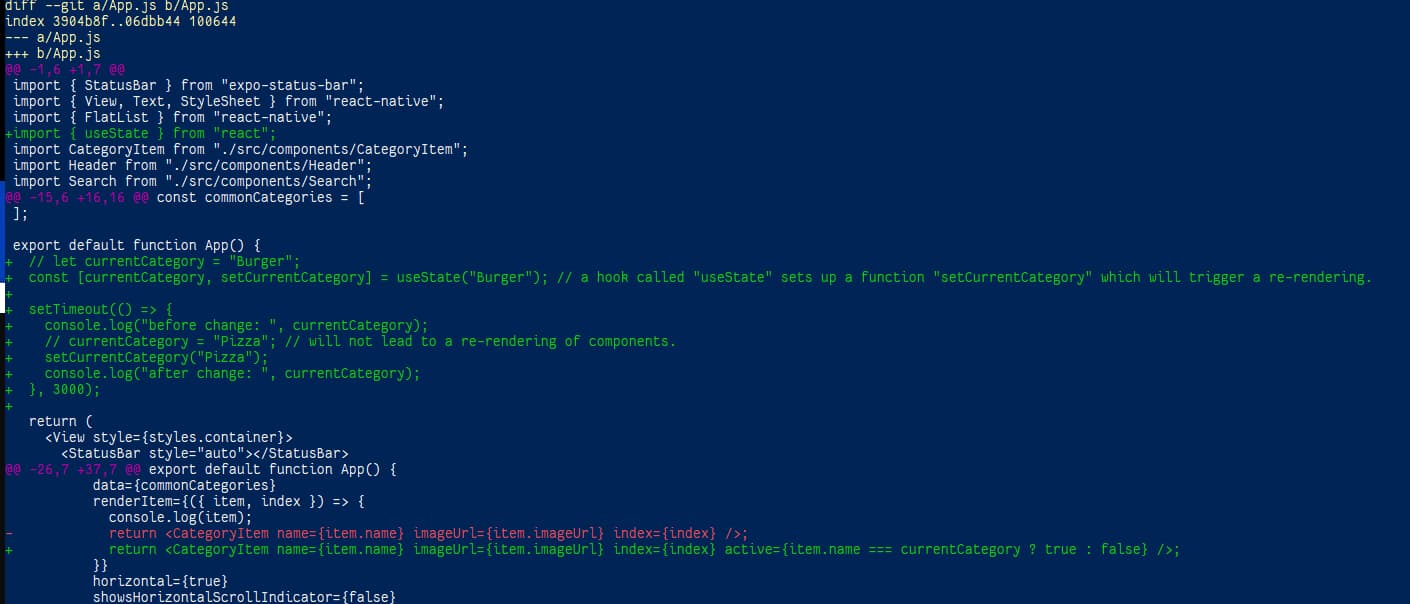 diff --git a/App.js b/App.js
index 3904b8f..06dbb44 100644
--- a/App.js
+++ b/App.js
@@ -1,6 +1,7 @@
 import { StatusBar } from "expo-status-bar";
 import { View, Text, StyleSheet } from "react-native";
 import { FlatList } from "react-native";
+import { useState } from "react";
 import CategoryItem from "./src/components/CategoryItem";
 import Header from "./src/components/Header";
 import Search from "./src/components/Search";
@@ -15,6 +16,16 @@ const commonCategories = [
 ];

 export default function App() {
+  // let currentCategory = "Burger";
+  const [currentCategory, setCurrentCategory] = useState("Burger"); // a hook called "useState" sets up a function "setCurrentCategory" which will trigger a re-rendering.
+
+  setTimeout(() => {
+    console.log("before change: ", currentCategory);
+    // currentCategory = "Pizza"; // will not lead to a re-rendering of components.
+    setCurrentCategory("Pizza");
+    console.log("after change: ", currentCategory);
+  }, 3000);
+
   return (
     <View style={styles.container}>
       <StatusBar style="auto"></StatusBar>
@@ -26,7 +37,7 @@ export default function App() {
           data={commonCategories}
           renderItem={({ item, index }) => {
             console.log(item);
-            return <CategoryItem name={item.name} imageUrl={item.imageUrl} index={index} />;
+            return <CategoryItem name={item.name} imageUrl={item.imageUrl} index={index} active={item.name === currentCategory ? true : false} />;
           }}
           horizontal={true}
           showsHorizontalScrollIndicator={false}